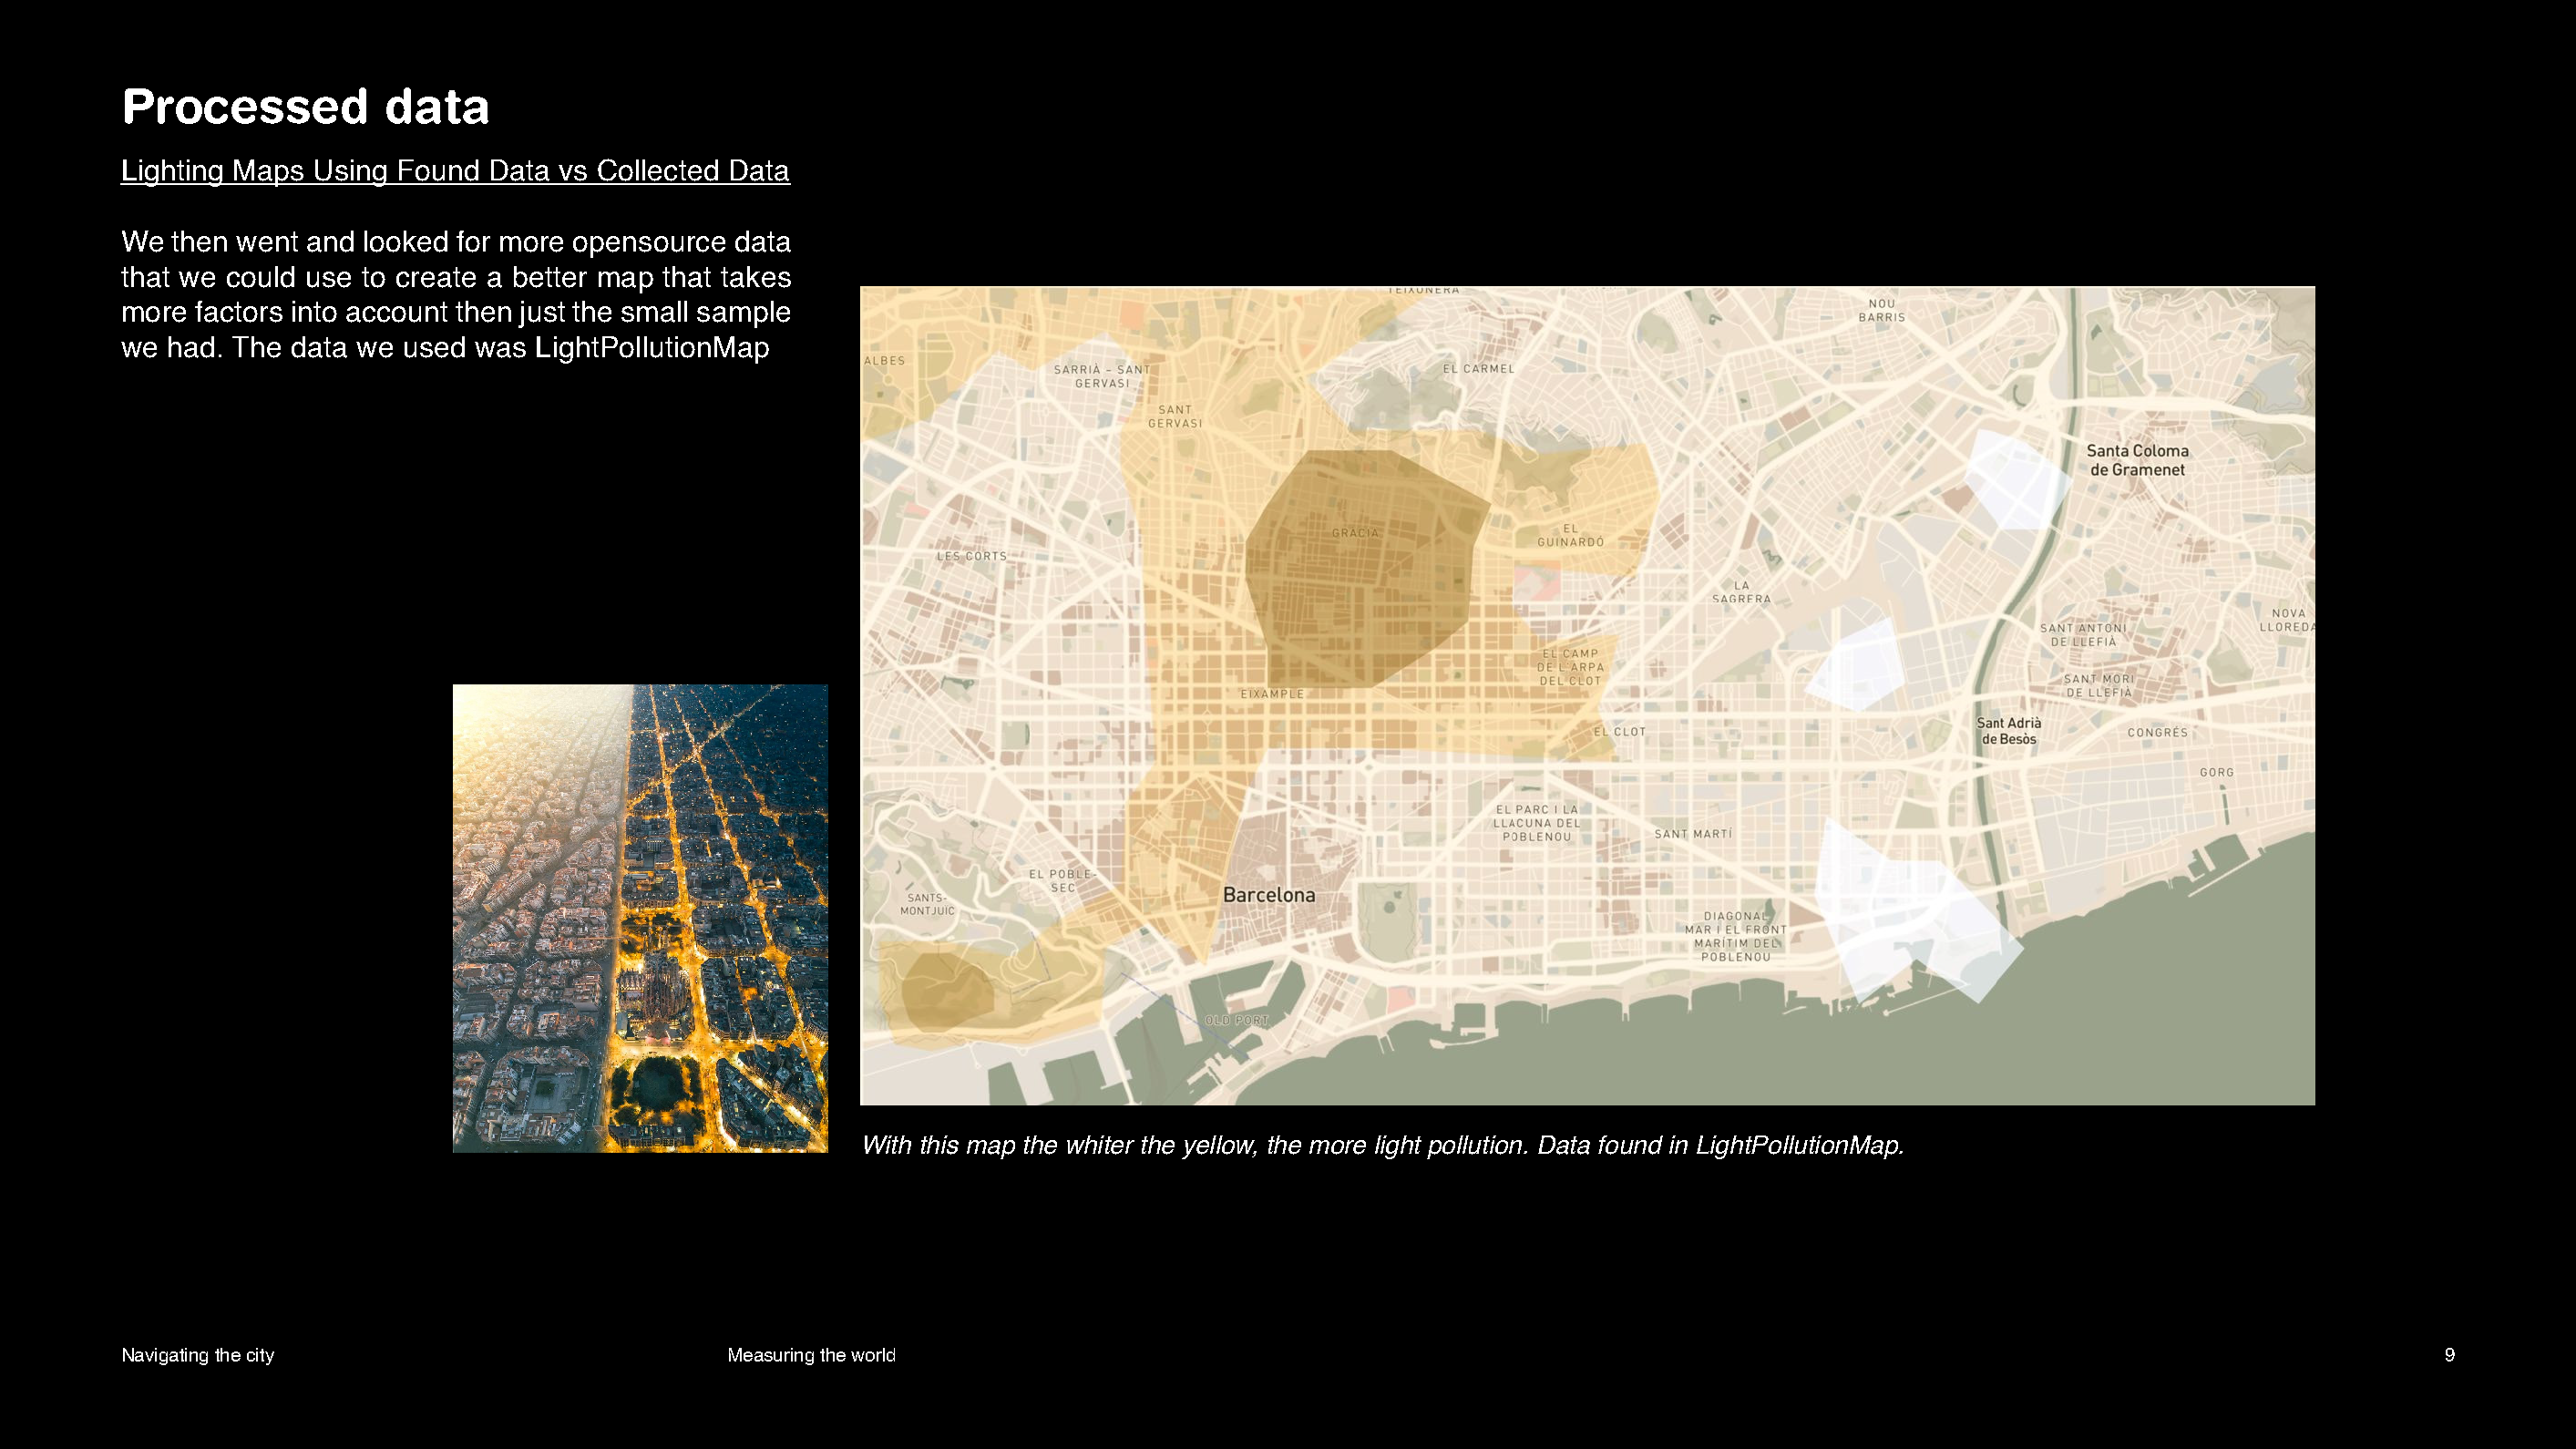 Processed data
Lighting Maps Using Found Data vs Collected Data
We then went and looked for more opensource data
that we could use to create a better map that takes
more factors into account then just the small sample
we had. The data we used was LightPollutionMap
TEIXONERA
NOU
BARRIS
ALBES
SARRIÀ – SANT
GERVASI
EL CARMEL
SANT
GERVASI
Santa Coloma
de Gramenet
GRÀCIA
EL
GUINARDÓ
LES CORTS
LA
SAGRERA
NOVA
LLOREDA
SANT ANTONI
DE LLEFIÀ
EL CAMP
DE L'ARPA
DEL CLOT
SANT MORI
DE LLEFIÀ
EIXAMPLE
EL CLOT
Sant Adrià
de Besòs
CONGRÉS
GORG
EL PARC I LA
LLACUNA DEL
POBLENOU
SANT MARTÍ
EL POBLE-
SEC
SANTS-
MONTJUÏC
Barcelona
DIAGONAL
MAR I EL FRONT
MARÍTIM DEL
POBLENOU
OLD PORT
With this map the whiter the yellow, the more light pollution. Data found in LightPollutionMap.
Navigating the city
Measuring the world
9